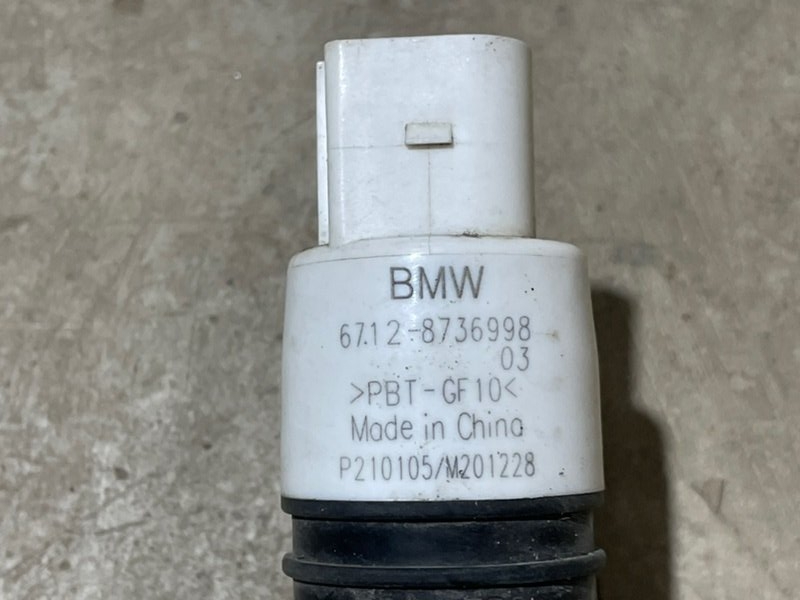 BMW
67.12-8736998
03
>PBT-GF10<
Made in China
P210105/M201228